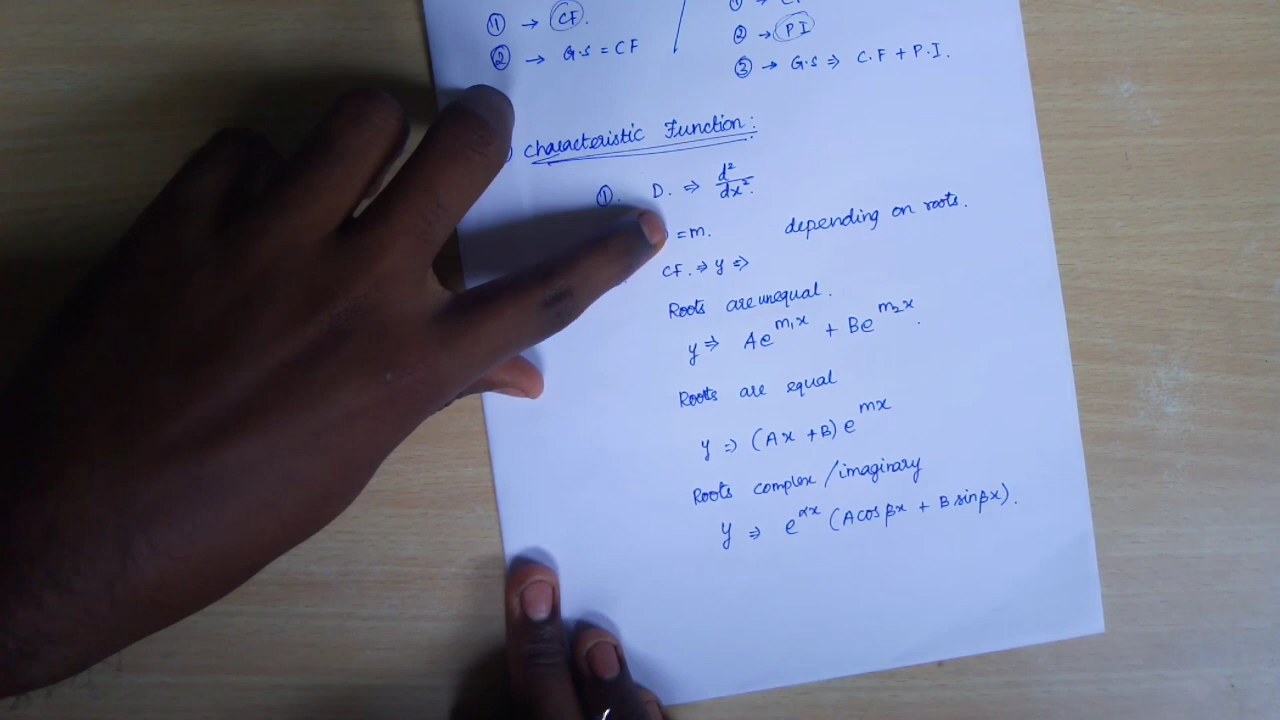 ① → CF.
② → G.S = CF
② → PI
③ → G.S ⇒ C.F + P.I.
Characteristic Function:
①. D. ⇒ d²/dx².
= m. depending on roots.
CF. ⇒ y ⇒
Roots are unequal.
y ⇒ Ae^m₁x + Be^m₂x.
Roots are equal
y ⇒ (Ax + B) e^mx
Roots complex / imaginary
y ⇒ e^αx (A cos βx + B sin βx).